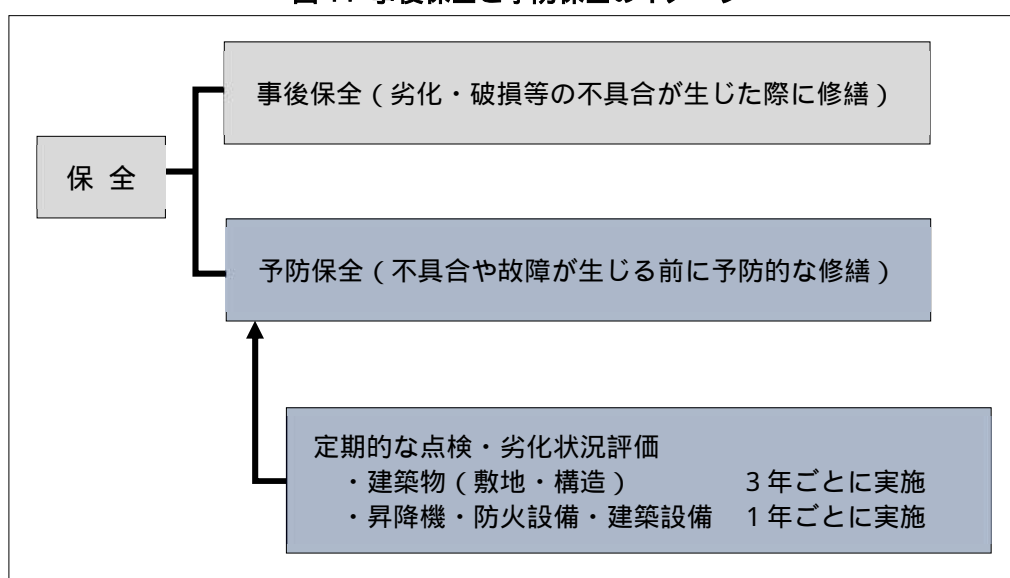 事後保全（劣化・破損等の不具合が生じた際に修繕）
保 全
予防保全（不具合や故障が生じる前に予防的な修繕）
定期的な点検・劣化状況評価
・建築物（敷地・構造） 3年ごとに実施
・昇降機・防火設備・建築設備 1年ごとに実施